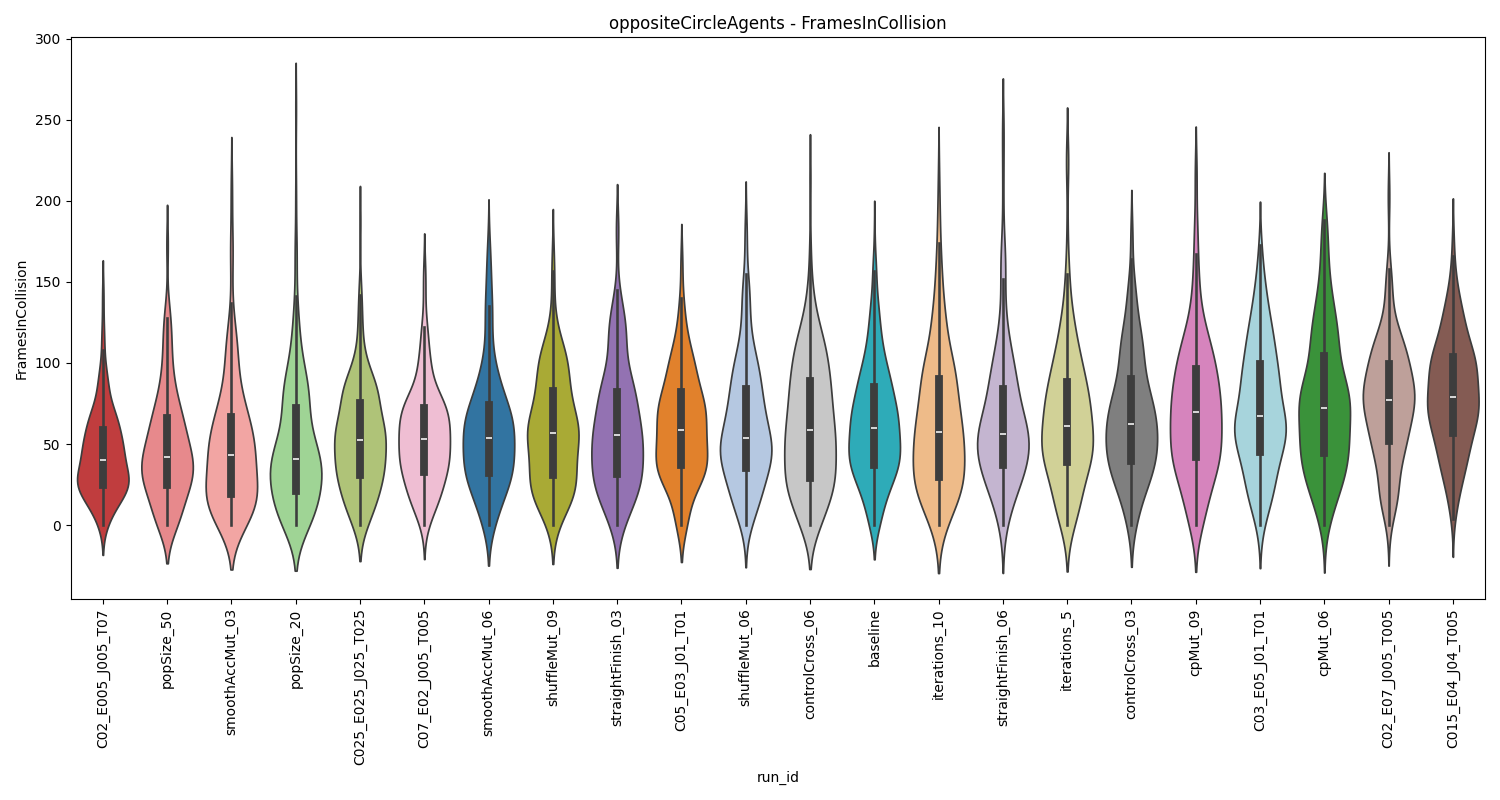 oppositeCircleAgents - FramesInCollision
FramesInCollision
300
250
200
150
100
50
0
C02_E005_J005_T07
popSize_50
smoothAccMut_03
popSize_20
C025_E025_J025_T025
C07_E02_J005_T005
smoothAccMut_06
shuffleMut_09
straightFinish_03
C05_E03_J01_T01
shuffleMut_06
controlCross_06
baseline
iterations_10
straightFinish_06
iterations_5
controlCross_03
cpMut_09
C03_E05_J01_T01
cpMut_06
C02_E07_J005_T005
C015_E04_J04_T005
run_id